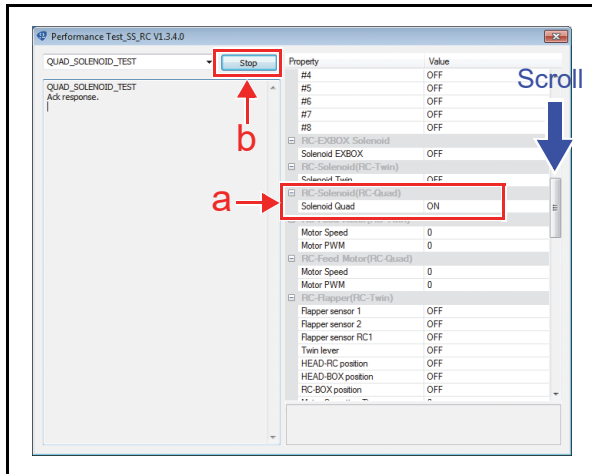 Performance Test_SS_RC V1.3.4.0
QUAD_SOLENOID_TEST Stop
QUAD_SOLENOID_TEST
Ack response.
b
a
Property Value
#4 OFF
#5 OFF
#6 OFF
#7 OFF
#8 OFF
RC-EXBOX Solenoid
Solenoid EXBOX OFF
RC-Solenoid(RC-Twin)
Solenoid Twin OFF
RC-Solenoid(RC-Quad)
Solenoid Quad ON
Motor Speed 0
Motor PWM 0
RC-Feed Motor(RC-Quad)
Motor Speed 0
Motor PWM 0
RC-Flapper(RC-Twin)
Flapper sensor 1 OFF
Flapper sensor 2 OFF
Flapper sensor RC1 OFF
Twin lever OFF
HEAD-RC position OFF
HEAD-BOX position OFF
RC-BOX position OFF
Scroll